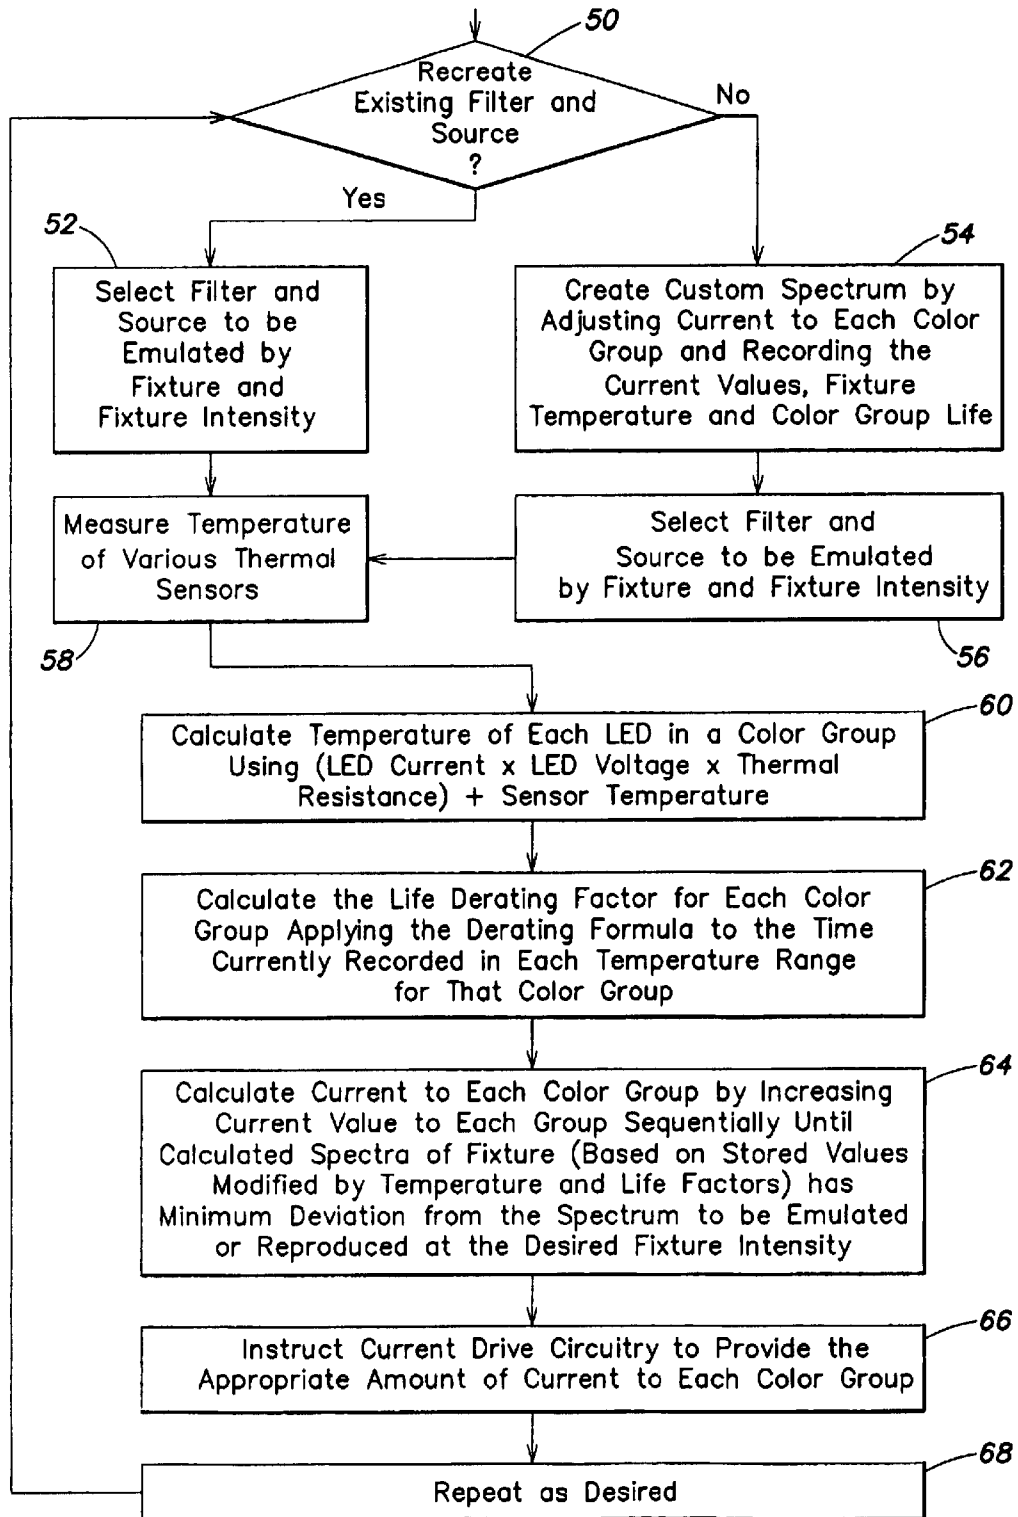 50
Recreate
Existing Filter and
Source
?
No
Yes
52
Select Filter and
Source to be
Emulated by
Fixture and
Fixture Intensity
54
Create Custom Spectrum by
Adjusting Current to Each Color
Group and Recording the
Current Values, Fixture
Temperature and Color Group Life
Measure Temperature
of Various Thermal
Sensors
58
Select Filter and
Source to be Emulated
by Fixture and Fixture Intensity
56
60
Calculate Temperature of Each LED in a Color Group
Using (LED Current x LED Voltage x Thermal
Resistance) + Sensor Temperature
62
Calculate the Life Derating Factor for Each Color
Group Applying the Derating Formula to the Time
Currently Recorded in Each Temperature Range
for That Color Group
64
Calculate Current to Each Color Group by Increasing
Current Value to Each Group Sequentially Until
Calculated Spectra of Fixture (Based on Stored Values
Modified by Temperature and Life Factors) has
Minimum Deviation from the Spectrum to be Emulated
or Reproduced at the Desired Fixture Intensity
66
Instruct Current Drive Circuitry to Provide the
Appropriate Amount of Current to Each Color Group
68
Repeat as Desired